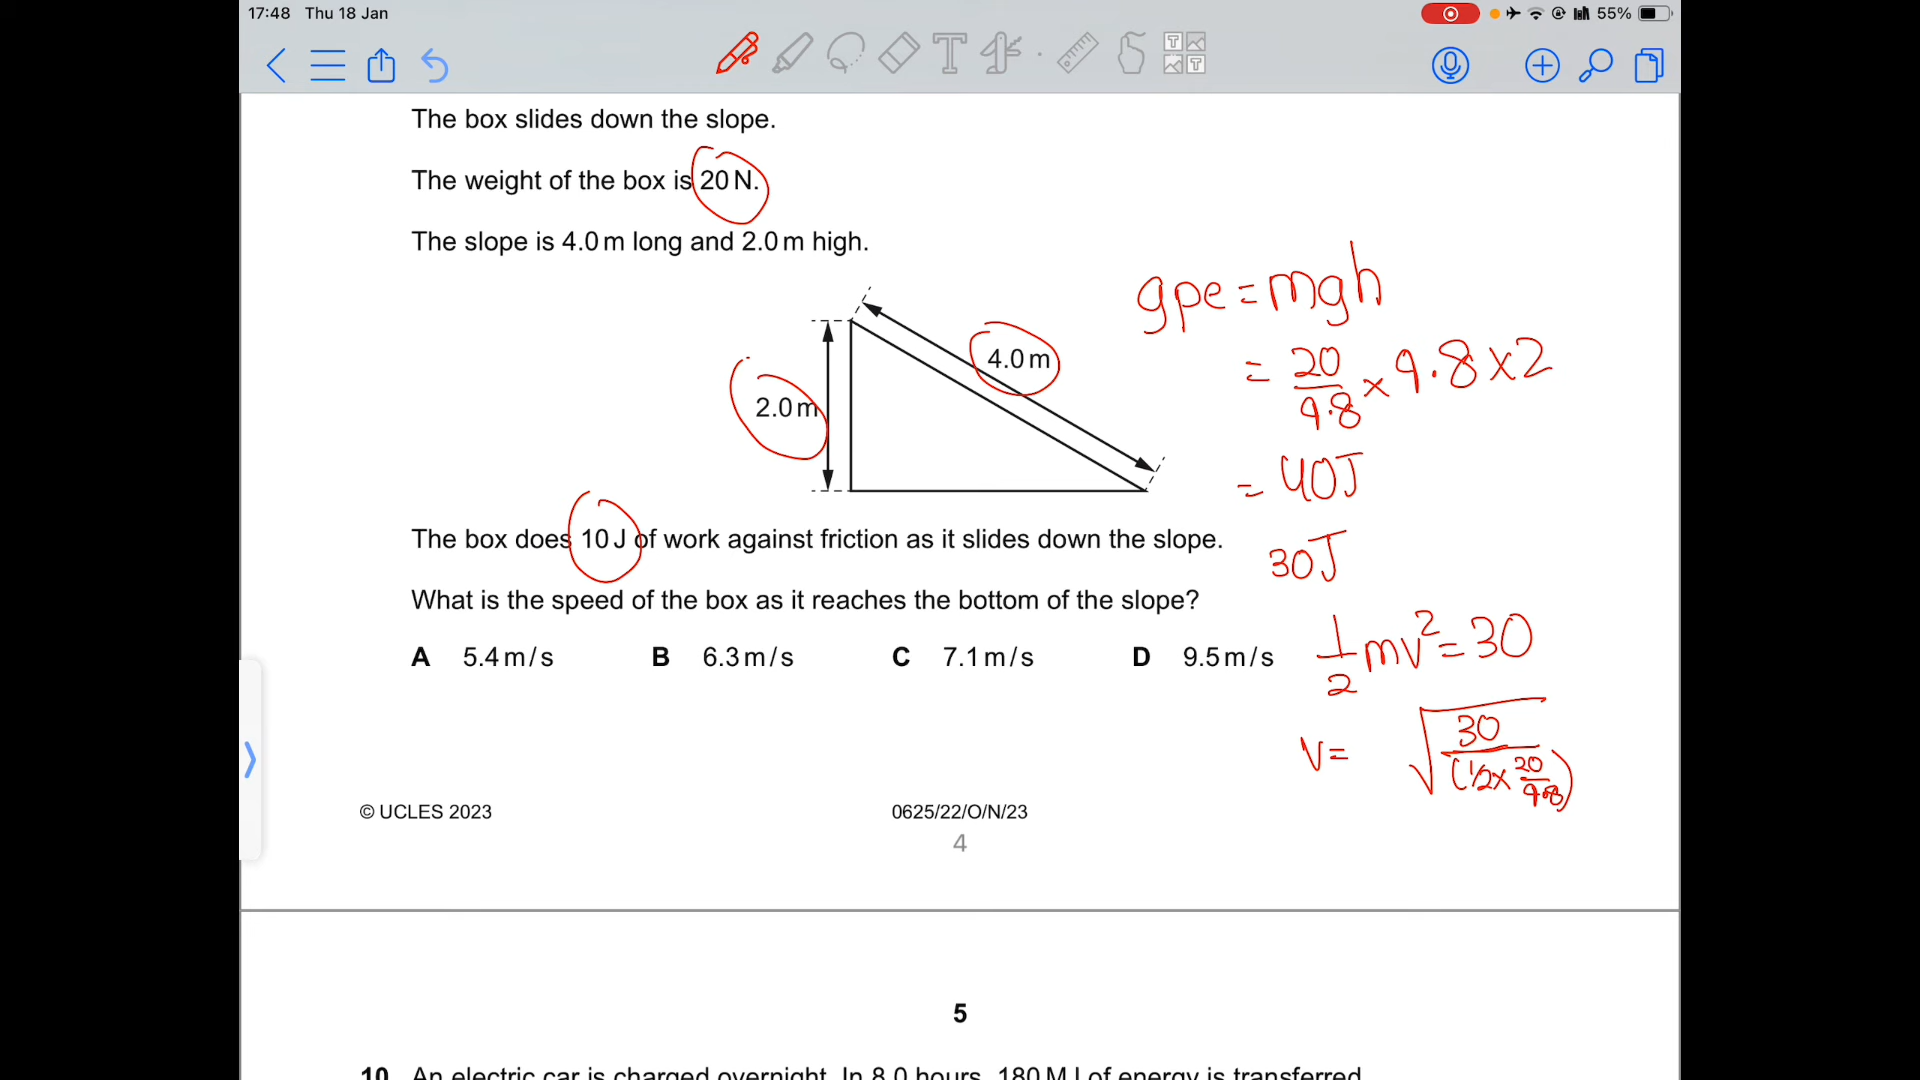 17:48 Thu 18 Jan
55%
The box slides down the slope.
The weight of the box is 20 N.
The slope is 4.0 m long and 2.0 m high.
gpe = mgh
= 20/9.8 × 9.8 × 2
4.0 m
2.0 m
= 40J
The box does 10 J of work against friction as it slides down the slope.
30J
What is the speed of the box as it reaches the bottom of the slope?
A 5.4 m / s B 6.3 m / s C 7.1 m / s D 9.5 m / s
1/2 mv² = 30
v = √(30/(1/2 × 20/9.8))
© UCLES 2023 0625/22/O/N/23
4
5
10 An electric car is charged overnight. In 8.0 hours, 180 MJ of energy is transferred